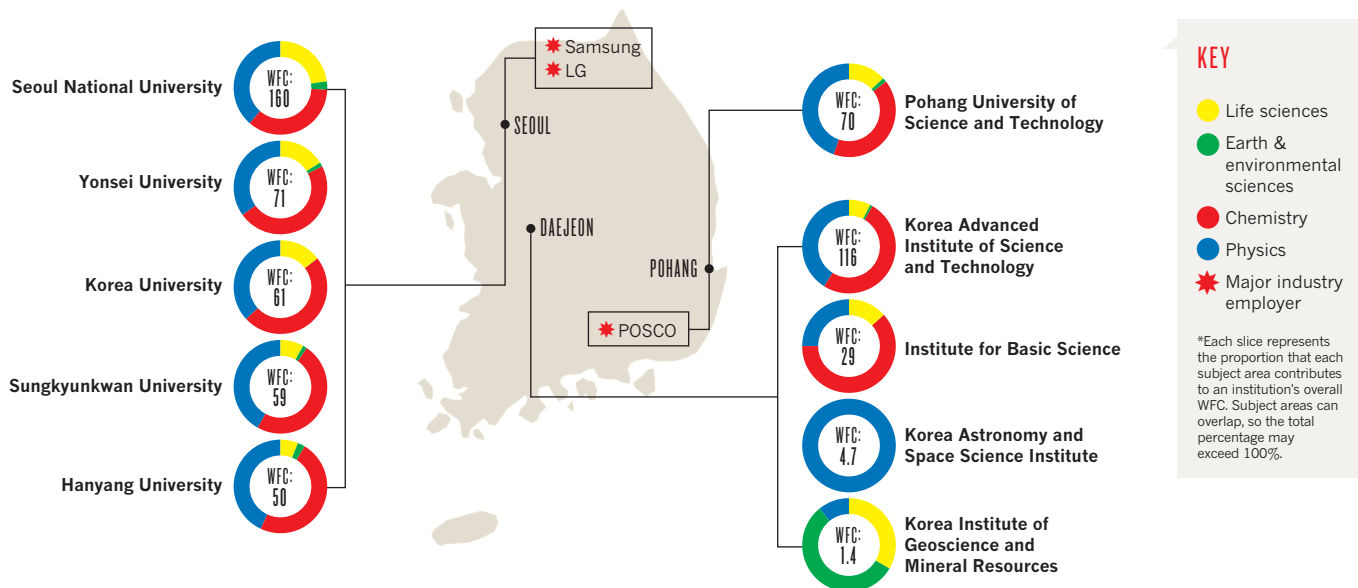 Seoul National University
WFC:
160
Yonsei University
WFC:
71
Korea University
WFC:
61
Sungkyunkwan University
WFC:
59
Hanyang University
WFC:
50
Samsung
LG
SEOUL
DAEJEON
POHANG
POSCO
WFC:
70
Pohang University of
Science and Technology
WFC:
116
Korea Advanced
Institute of Science
and Technology
WFC:
29
Institute for Basic Science
WFC:
4.7
Korea Astronomy and
Space Science Institute
WFC:
1.4
Korea Institute of
Geoscience and
Mineral Resources
KEY
Life sciences
Earth &
environmental
sciences
Chemistry
Physics
Major industry
employer
*Each slice represents
the proportion that each
subject area contributes
to an institution's overall
WFC. Subject areas can
overlap, so the total
percentage may
exceed 100%.